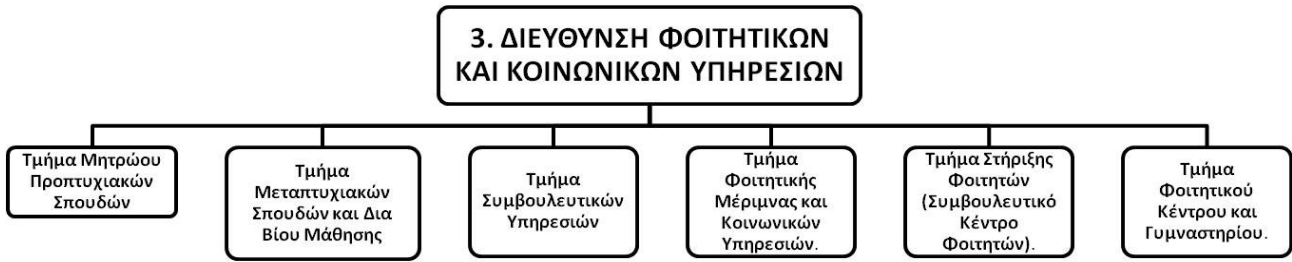 3. ΔΙΕΥΘΥΝΣΗ ΦΟΙΤΗΤΙΚΩΝ
ΚΑΙ ΚΟΙΝΩΝΙΚΩΝ ΥΠΗΡΕΣΙΩΝ
Τμήμα Μητρώου
Προπτυχιακών
Σπουδών
Τμήμα
Μεταπτυχιακών
Σπουδών και Δια
Βίου Μάθησης
Τμήμα
Συμβουλευτικών
Υπηρεσιών
Τμήμα
Φοιτητικής
Μέριμνας και
Κοινωνικών
Υπηρεσιών.
Τμήμα Στήριξης
Φοιτητών
(Συμβουλευτικό
Κέντρο
Φοιτητών).
Τμήμα
Φοιτητικού
Κέντρου και
Γυμναστηρίου.